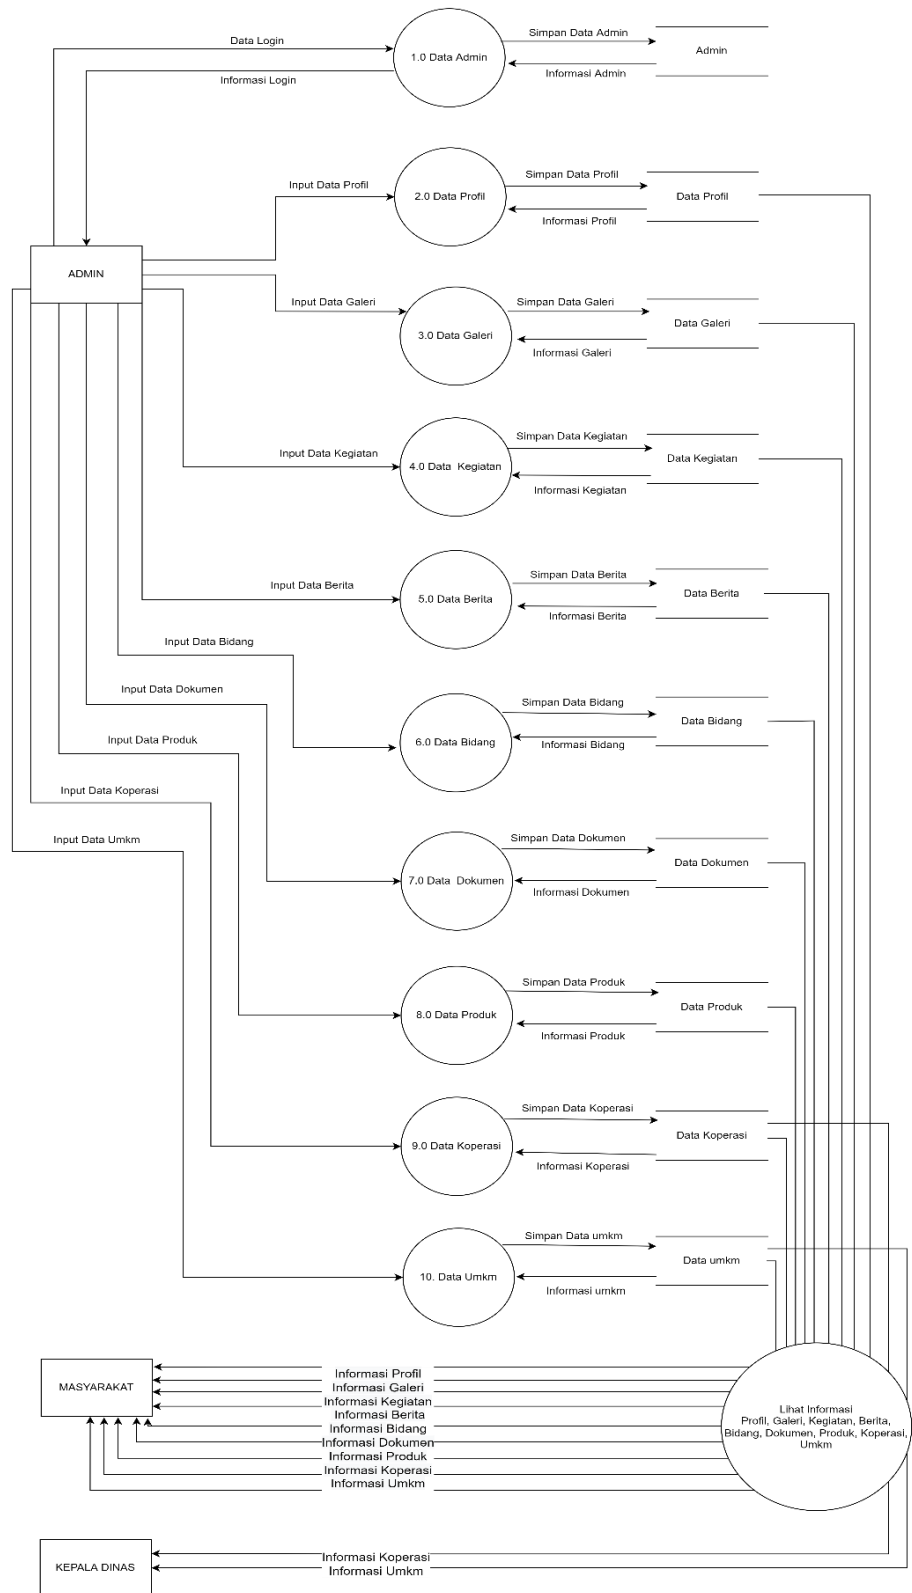 Data Login
Simpan Data Admin
1.0 Data Admin
Admin
Informasi Login
Informasi Admin
Input Data Profil
Simpan Data Profil
2.0 Data Profil
Data Profil
Informasi Profil
ADMIN
Input Data Galeri
Simpan Data Galeri
3.0 Data Galeri
Data Galeri
Informasi Galeri
Input Data Kegiatan
Simpan Data Kegiatan
4.0 Data  Kegiatan
Data Kegiatan
Informasi Kegiatan
Input Data Berita
Simpan Data Berita
5.0 Data Berita
Data Berita
Informasi Berita
Input Data Bidang
Simpan Data Bidang
6.0 Data Bidang
Data Bidang
Informasi Bidang
Input Data Dokumen
Input Data Produk
Input Data Koperasi
Input Data Umkm
Simpan Data Dokumen
7.0 Data  Dokumen
Data Dokumen
Informasi Dokumen
Simpan Data Produk
8.0 Data Produk
Data Produk
Informasi Produk
Simpan Data Koperasi
9.0 Data Koperasi
Data Koperasi
Informasi Koperasi
Simpan Data umkm
10. Data Umkm
Data umkm
Informasi umkm
MASYARAKAT
Informasi Profil
Informasi Galeri
Informasi Kegiatan
Informasi Berita
Informasi Bidang
Informasi Dokumen
Informasi Produk
Informasi Koperasi
Informasi Umkm
Lihat Informasi
Profil, Galeri, Kegiatan, Berita,
Bidang, Dokumen, Produk, Koperasi,
Umkm
KEPALA DINAS
Informasi Koperasi
Informasi Umkm